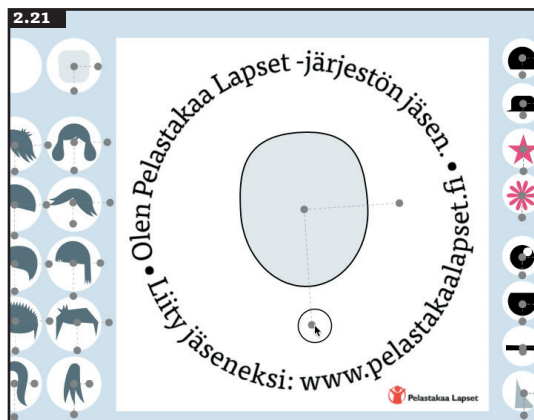 2.21
• Olen Pelastakaa Lapset -järjestön jäsen.
• Liity jäseneksi: www.pelastakaalapset.fi
Pelastakaa Lapset